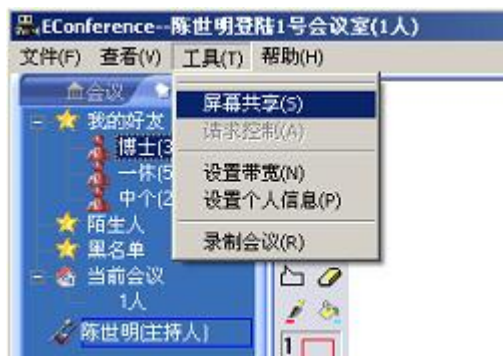 EConference--陈世明登陆1号会议室(1人)
文件(F) 查看(V) 工具(T) 帮助(H)
会议
屏幕共享(S)
请求控制(A)
设置带宽(N)
设置个人信息(P)
录制会议(R)
我的好友
博士(3
一休(5
中个(2
陌生人
黑名单
当前会议
1人
陈世明(主持人)
1